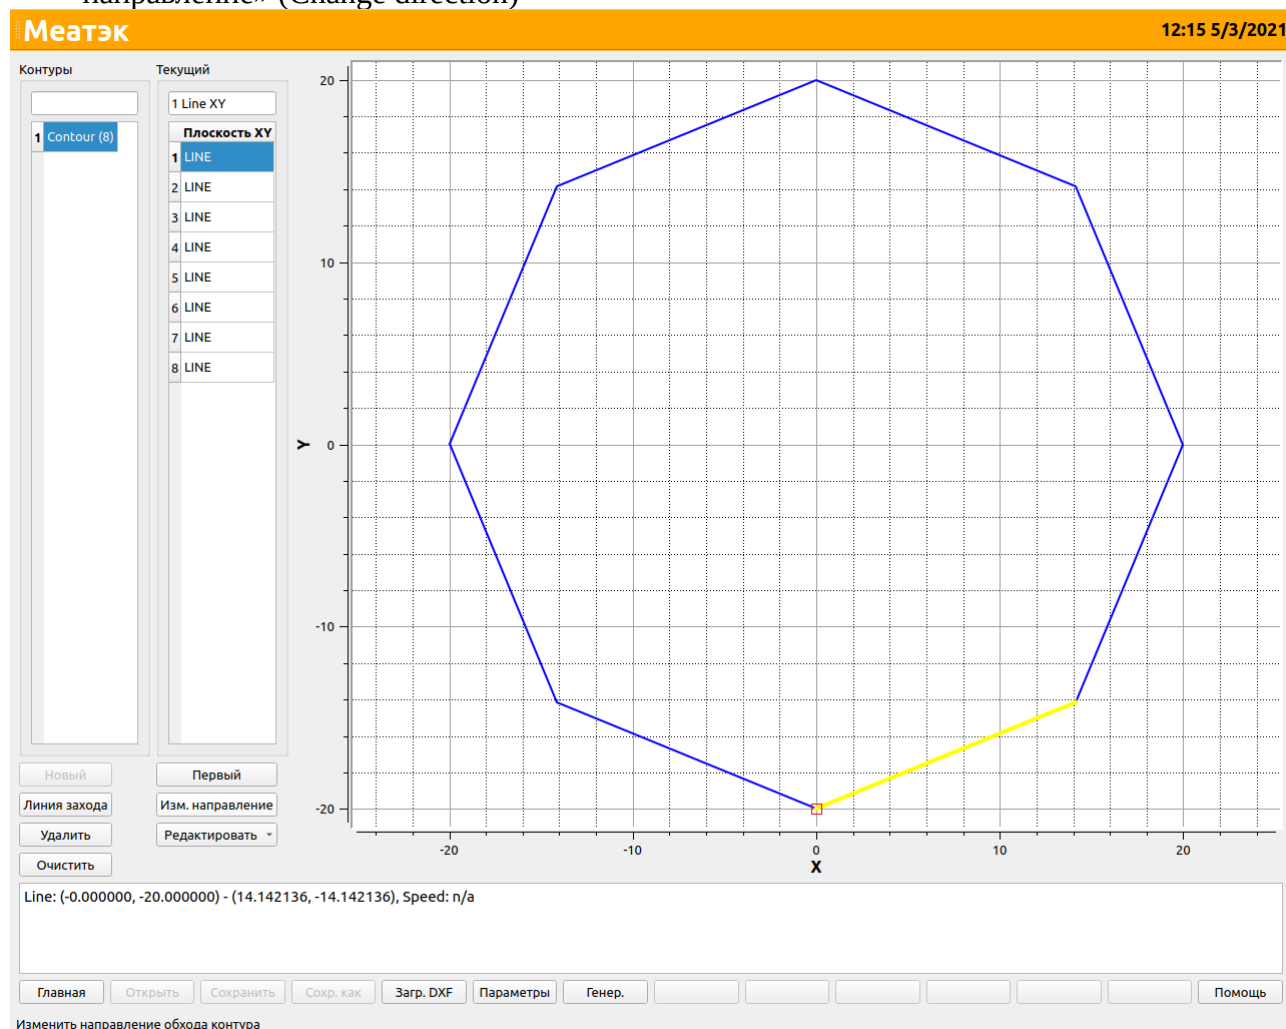 направление» (Change direction)
Меатэк 12:15 5/3/2021
Контуры Текущий
1 Line XY
Плоскость XY
1 Contour (8)
1 LINE
2 LINE
3 LINE
4 LINE
5 LINE
6 LINE
7 LINE
8 LINE
20
10
0
-10
-20
Y
-20 -10 0 10 20
X
Новый Первый
Линия захода Изм. направление
Удалить Редактировать
Очистить
Line: (-0.000000, -20.000000) - (14.142136, -14.142136), Speed: n/a
Главная Открыть Сохранить Сохр. как Загр. DXF Параметры Генер. Помощь
Изменить направление обхода контура